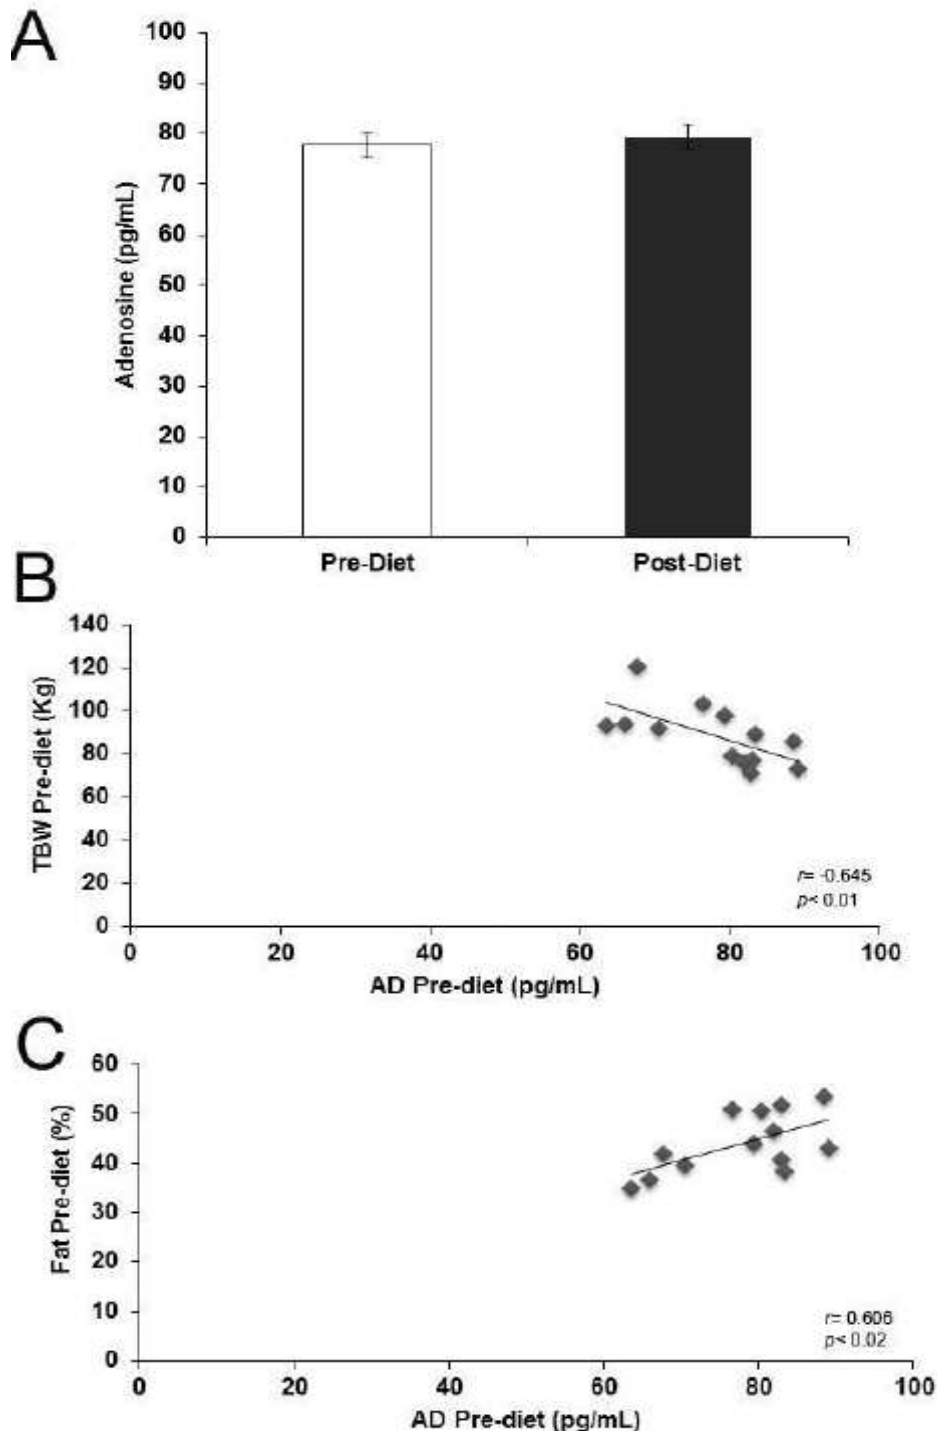 A
100
90
80
70
60
50
40
30
20
10
0
Adenosine (pg/mL)
Pre-Diet Post-Diet
B
140
120
100
80
60
40
20
0
TBW Pre-diet (Kg)
r= -0.645
p< 0.01
0 20 40 60 80 100
AD Pre-diet (pg/mL)
C
60
50
40
30
20
10
0
Fat Pre-diet (%)
r= 0.606
p< 0.02
0 20 40 60 80 100
AD Pre-diet (pg/mL)